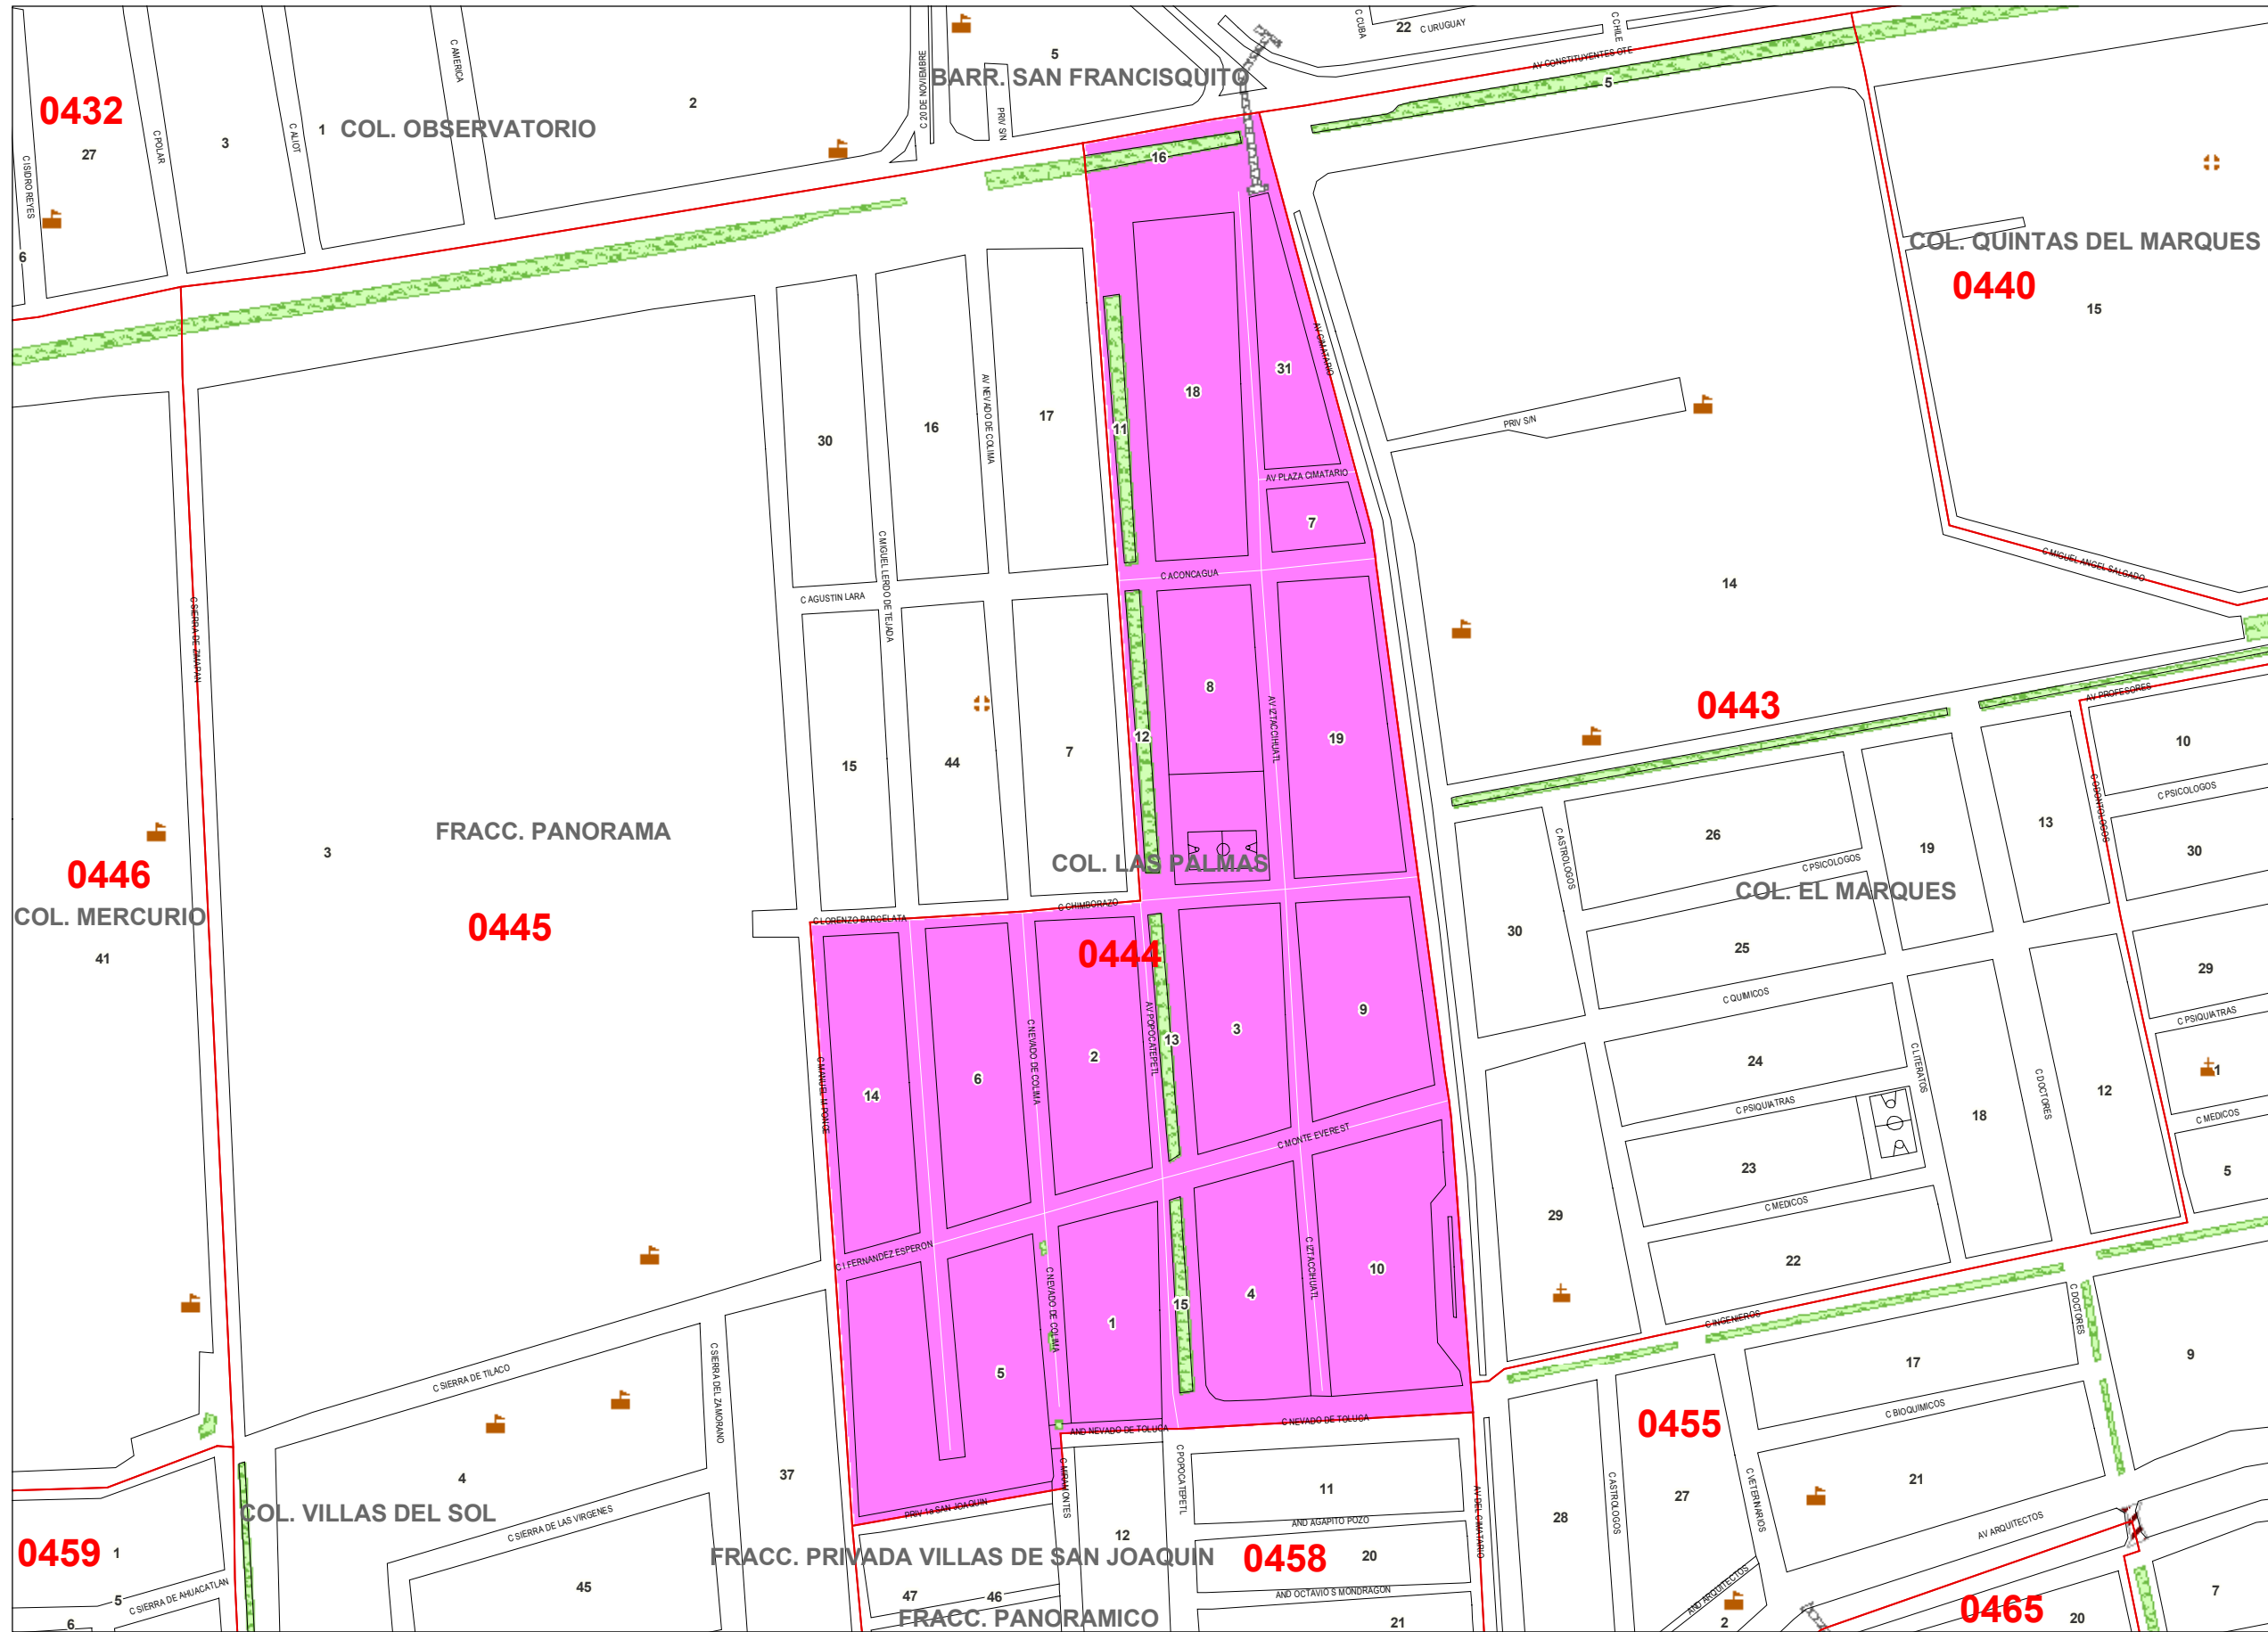 C CUBA
22
C URUGUAY
C CHILE
C AMERICA
C 20 DE NOVIEMBRE
5
BARR. SAN FRANCISQUITO
AV CONSTITUYENTES OTE
5
0432
27
C POLAR
3
C ALIOT
1
COL. OBSERVATORIO
2
PRIV S/N
C ISIDRO REYES
6
16
COL. QUINTAS DEL MARQUES
0440
15
AV CIMATARIO
31
18
17
AV NEVADO DE COLIMA
16
30
11
PRIV S/N
AV PLAZA CIMATARIO
7
C MIGUEL LERDO DE TEJADA
C ACONCAGUA
C AGUSTIN LARA
C MIGUEL ANGEL SALGADO
14
C SIERRA DE ZIMAPAN
8
AV IZTACCIHUATL
19
12
0443
AV PROFESORES
10
15
44
7
C PSICOLOGOS
C ODONTOLOGOS
13
26
19
C ASTROLOGOS
C PSICOLOGOS
30
FRACC. PANORAMA
3
COL. LAS PALMAS
0446
COL. MERCURIO
41
0445
COL. EL MARQUES
C LORENZO BARCELATA
C CHIMBORAZO
0444
30
25
29
C QUIMICOS
C PSIQUIATRAS
AV POPOCATEPETL
13
3
9
C NEVADO DE COLIMA
2
6
14
C MANUEL M PONCE
24
C LITERATOS
C DOCTORES
12
1
C PSIQUIATRAS
18
C MEDICOS
C MONTE EVEREST
23
5
C MEDICOS
29
22
C I FERNANDEZ ESPERON
C NEVADO DE COLIMA
C IZTACCIHUATL
10
4
15
1
5
C INGENIEROS
C DOCTORES
17
9
C SIERRA DE TILACO
C SIERRA DEL ZAMORANO
C BIOQUIMICOS
0455
AND NEVADO DE TOLUCA
C NEVADO DE TOLUCA
4
37
C MIRAMONTES
C POPOCATEPETL
11
AV DEL CIMATARIO
C ASTROLOGOS
27
C VETERINARIOS
21
COL. VILLAS DEL SOL
PRIV 1a SAN JOAQUIN
C SIERRA DE LAS VIRGENES
12
AND AGAPITO POZO
28
AV ARQUITECTOS
0459
1
FRACC. PRIVADA VILLAS DE SAN JOAQUIN
0458
20
5
C SIERRA DE AHUACATLAN
45
47
46
AND OCTAVIO S MONDRAGON
AND ARQUITECTOS
7
6
FRACC. PANORAMICO
21
2
0465
20